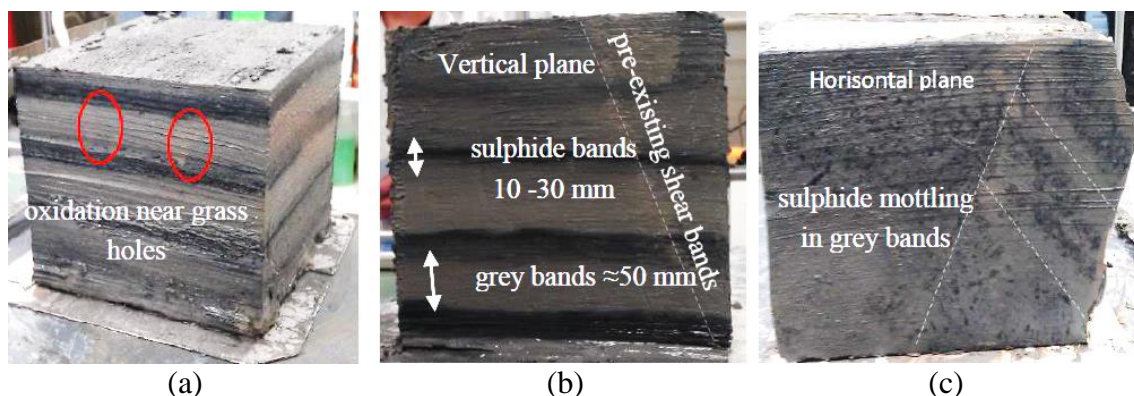 oxidation near grass
holes
(a)
Vertical plane
pre-existing shear bands
sulphide bands
10 -30 mm
grey bands ≈50 mm
(b)
Horisontal plane
sulphide mottling
in grey bands
(c)